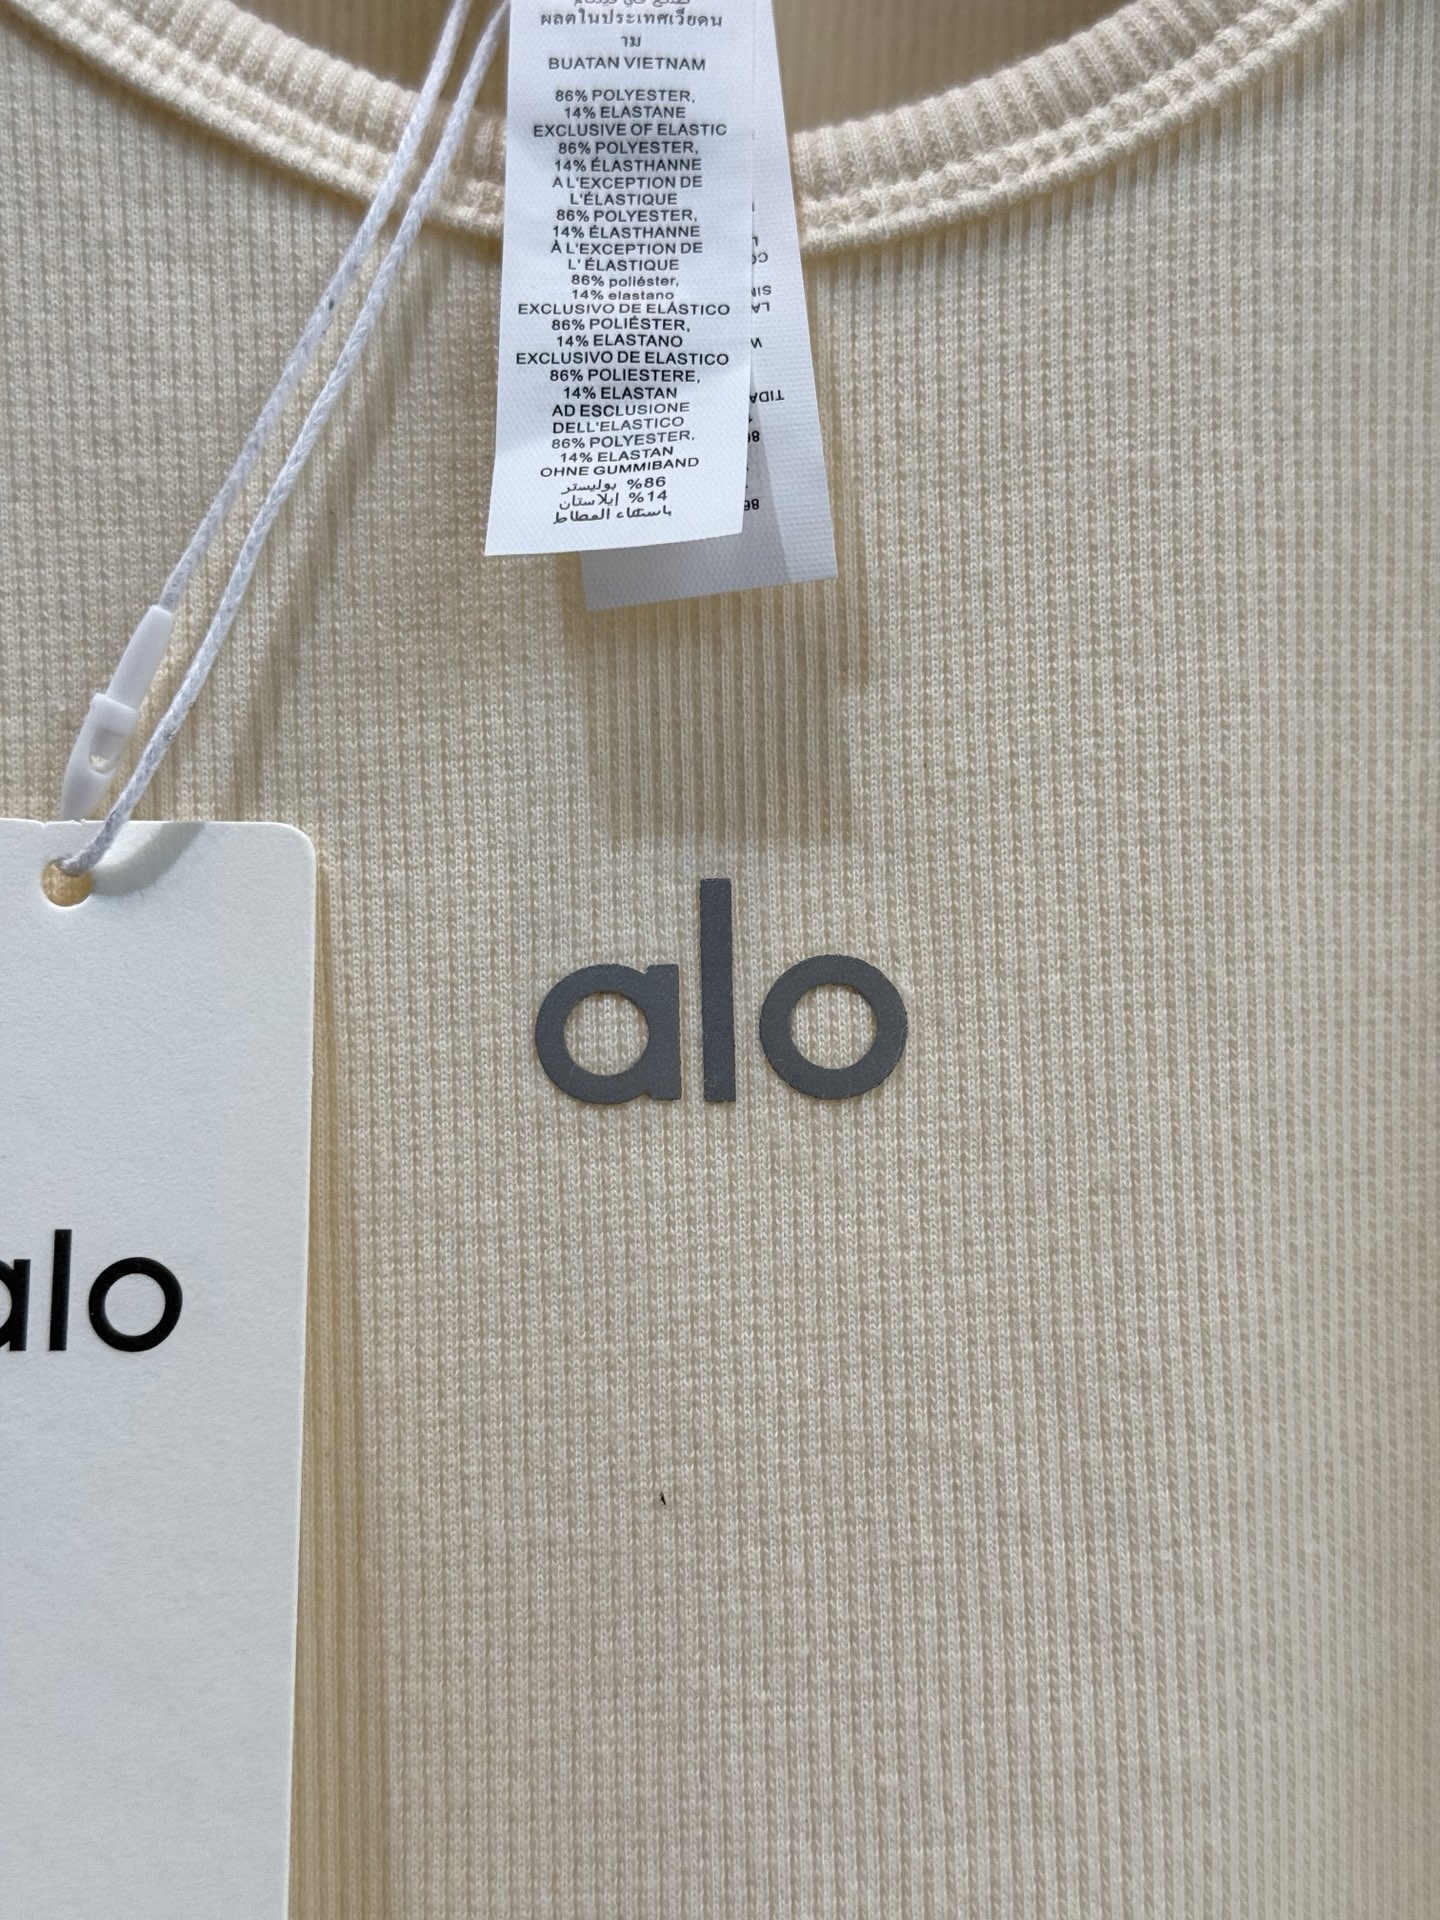 ผลิตในประเทศเวียดน
าม
BUATAN VIETNAM
86% POLYESTER,
14% ELASTANE
EXCLUSIVE OF ELASTIC
86% POLYESTER,
14% ÉLASTHANNE
A L'EXCEPTION DE
L'ÉLASTIQUE
86% POLYESTER,
14% ÉLASTHANNE
À L'EXCEPTION DE
L' ÉLASTIQUE
86% poliéster,
14% elastano
EXCLUSIVO DE ELÁSTICO
86% POLIÉSTER,
14% ELASTANO
EXCLUSIVO DE ELASTICO
86% POLIESTERE,
14% ELASTAN
AD ESCLUSIONE
DELL'ELASTICO
86% POLYESTER,
14% ELASTAN
OHNE GUMMIBAND
%86 بوليستر
%14 إيلاستان
باستثناء المطاط
alo
alo